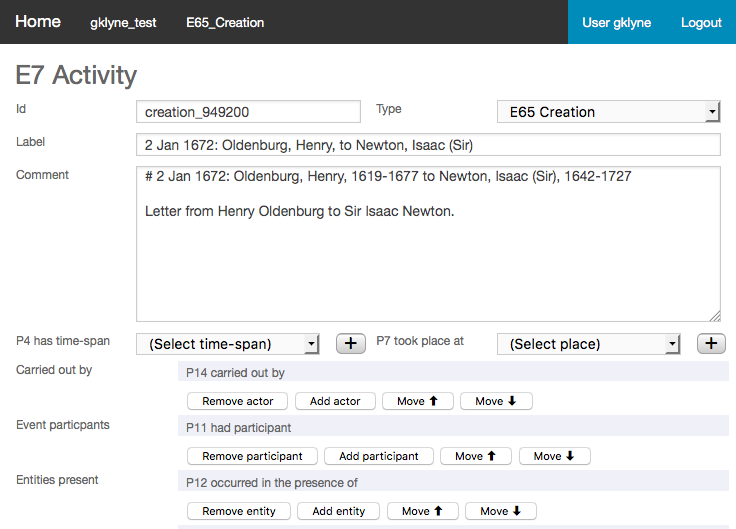 Home gklyne_test E65_Creation User gklyne Logout
E7 Activity
Id creation_949200 Type E65 Creation
Label 2 Jan 1672: Oldenburg, Henry, to Newton, Isaac (Sir)
Comment # 2 Jan 1672: Oldenburg, Henry, 1619-1677 to Newton, Isaac (Sir), 1642-1727
Letter from Henry Oldenburg to Sir Isaac Newton.
P4 has time-span (Select time-span) + P7 took place at (Select place) +
Carried out by P14 carried out by
Remove actor Add actor Move ⬆ Move ⬇
Event particpants P11 had participant
Remove participant Add participant Move ⬆ Move ⬇
Entities present P12 occurred in the presence of
Remove entity Add entity Move ⬆ Move ⬇